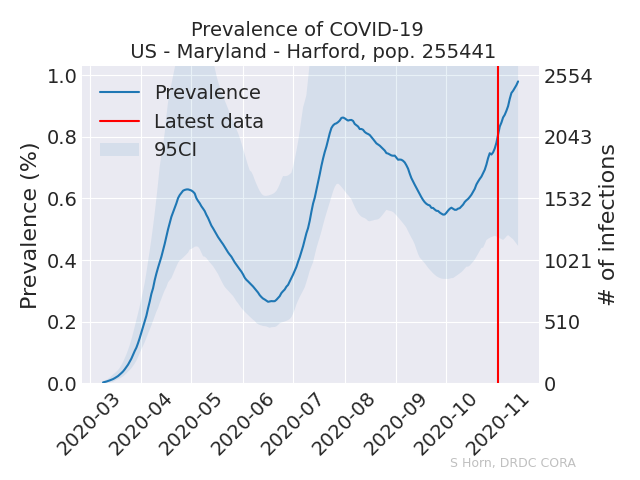 Prevalence of COVID-19
US - Maryland - Harford, pop. 255441
Prevalence
Latest data
95CI
Prevalence (%)
1.0
0.8
0.6
0.4
0.2
0.0
2554
2043
1532
1021
510
0
# of infections
2020-03
2020-04
2020-05
2020-06
2020-07
2020-08
2020-09
2020-10
2020-11
S Horn, DRDC CORA